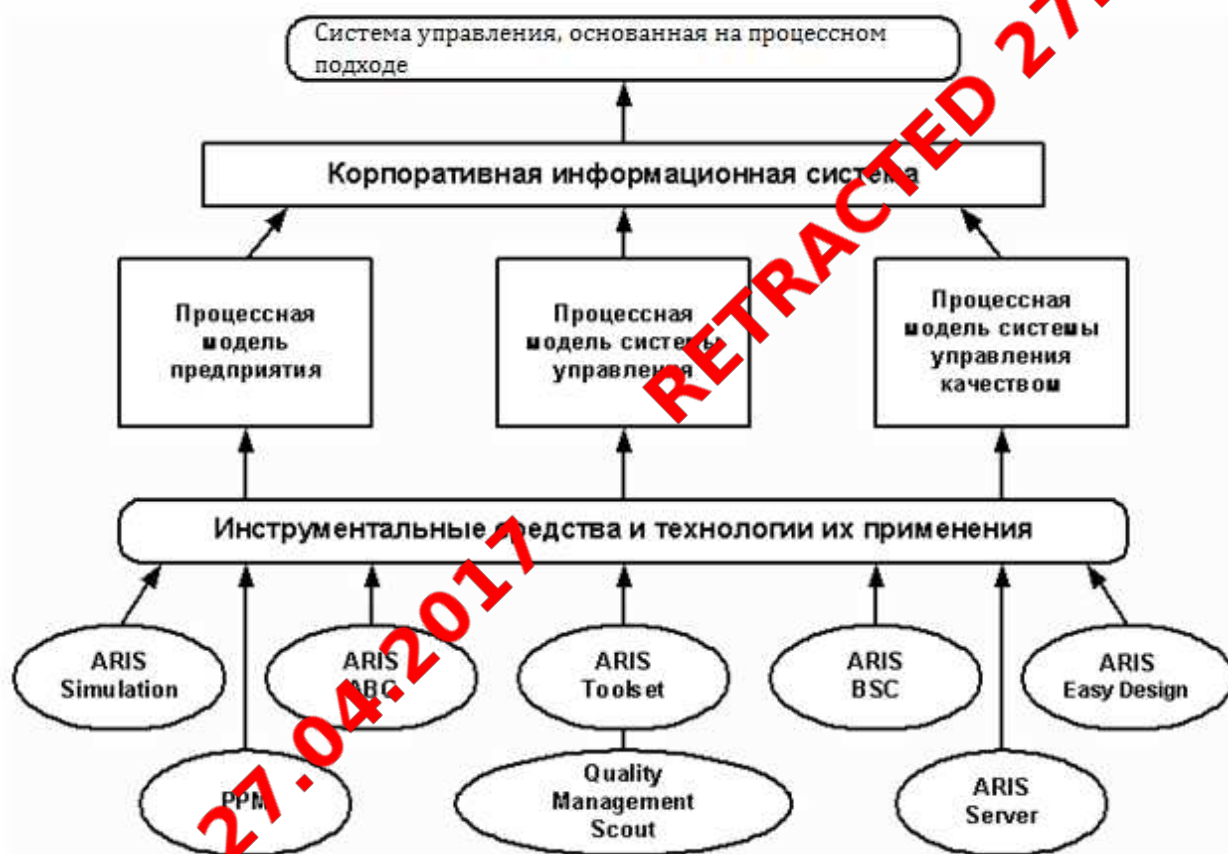 Система управления, основанная на процессном
подходе
Корпоративная информационная система
Процессная
модель
предприятия
Процессная
модель системы
управления
Процессная
модель системы
управления
качеством
Инструментальные средства и технологии их применения
ARIS
Simulation
ARIS
ABC
ARIS
Toolset
ARIS
BSC
ARIS
Easy Design
PPM
Quality
Management
Scout
ARIS
Server
RETRACTED 27.
27.04.2017